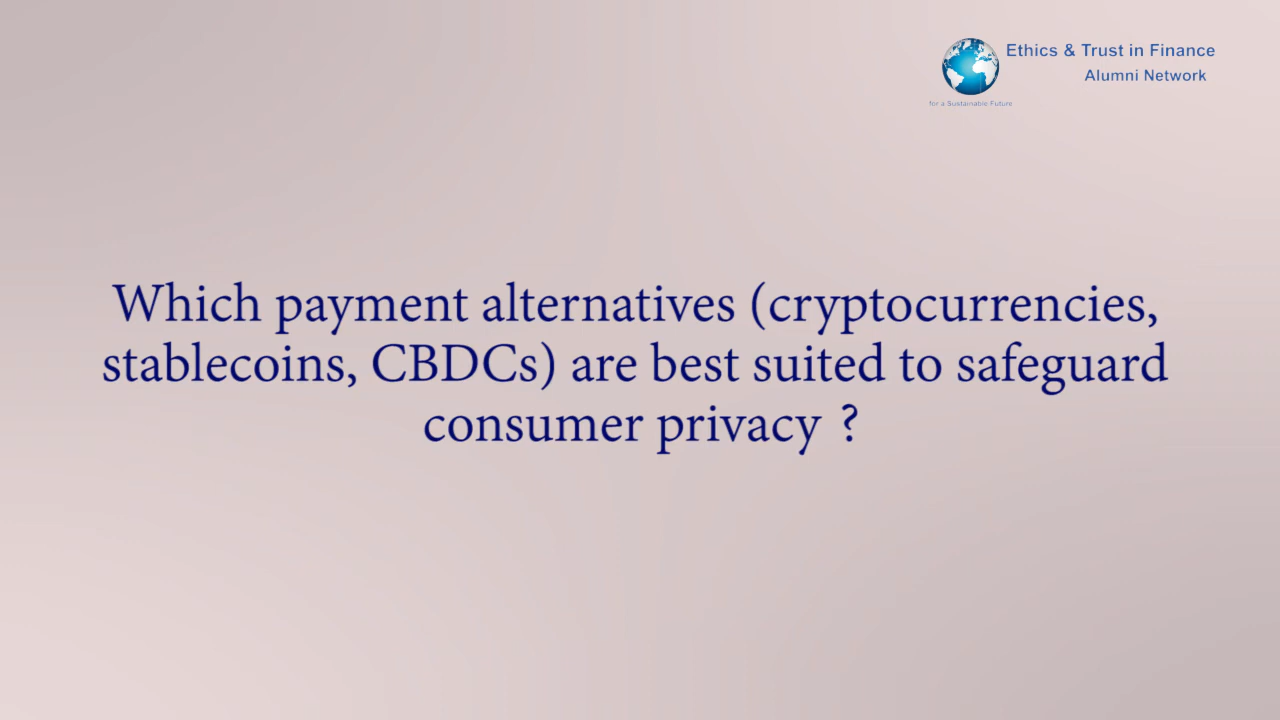 Ethics & Trust in Finance
Alumni Network
for a Sustainable Future
Which payment alternatives (cryptocurrencies,
stablecoins, CBDCs) are best suited to safeguard
consumer privacy ?